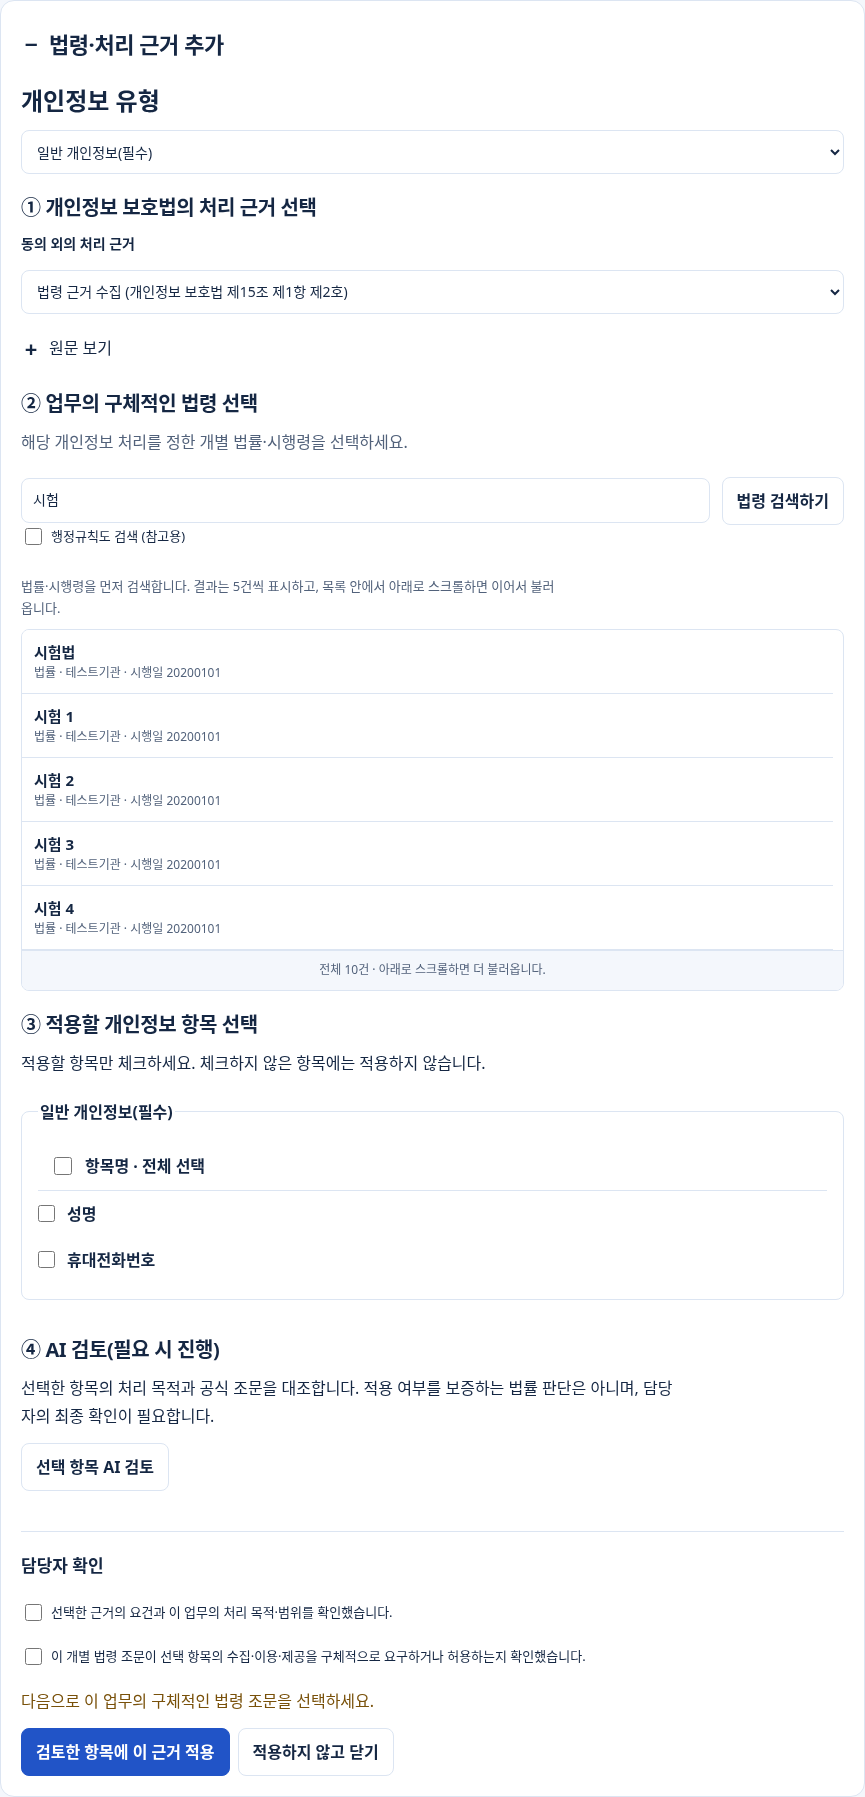 − 법령·처리 근거 추가
개인정보 유형
일반 개인정보(필수)
① 개인정보 보호법의 처리 근거 선택
동의 외의 처리 근거
법령 근거 수집 (개인정보 보호법 제15조 제1항 제2호)
+ 원문 보기
② 업무의 구체적인 법령 선택
해당 개인정보 처리를 정한 개별 법률·시행령을 선택하세요.
시험
법령 검색하기
행정규칙도 검색 (참고용)
법률·시행령을 먼저 검색합니다. 결과는 5건씩 표시하고, 목록 안에서 아래로 스크롤하면 이어서 불러
옵니다.
시험법
법률 · 테스트기관 · 시행일 20200101
시험 1
법률 · 테스트기관 · 시행일 20200101
시험 2
법률 · 테스트기관 · 시행일 20200101
시험 3
법률 · 테스트기관 · 시행일 20200101
시험 4
법률 · 테스트기관 · 시행일 20200101
전체 10건 · 아래로 스크롤하면 더 불러옵니다.
③ 적용할 개인정보 항목 선택
적용할 항목만 체크하세요. 체크하지 않은 항목에는 적용하지 않습니다.
일반 개인정보(필수)
항목명 · 전체 선택
성명
휴대전화번호
④ AI 검토(필요 시 진행)
선택한 항목의 처리 목적과 공식 조문을 대조합니다. 적용 여부를 보증하는 법률 판단은 아니며, 담당
자의 최종 확인이 필요합니다.
선택 항목 AI 검토
담당자 확인
선택한 근거의 요건과 이 업무의 처리 목적·범위를 확인했습니다.
이 개별 법령 조문이 선택 항목의 수집·이용·제공을 구체적으로 요구하거나 허용하는지 확인했습니다.
다음으로 이 업무의 구체적인 법령 조문을 선택하세요.
검토한 항목에 이 근거 적용
적용하지 않고 닫기